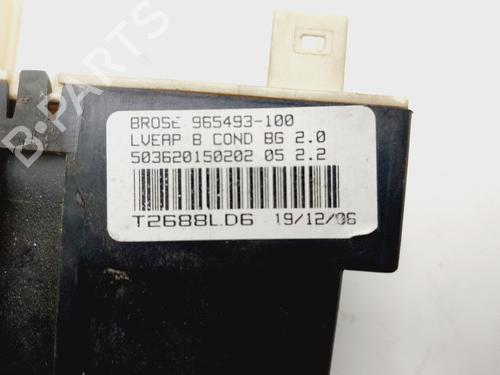 BROSE 965493-100
LVEAP B COND BG 2.0
503620150202 05 2.2
T2688LD6 19/12/06
B-PARTS